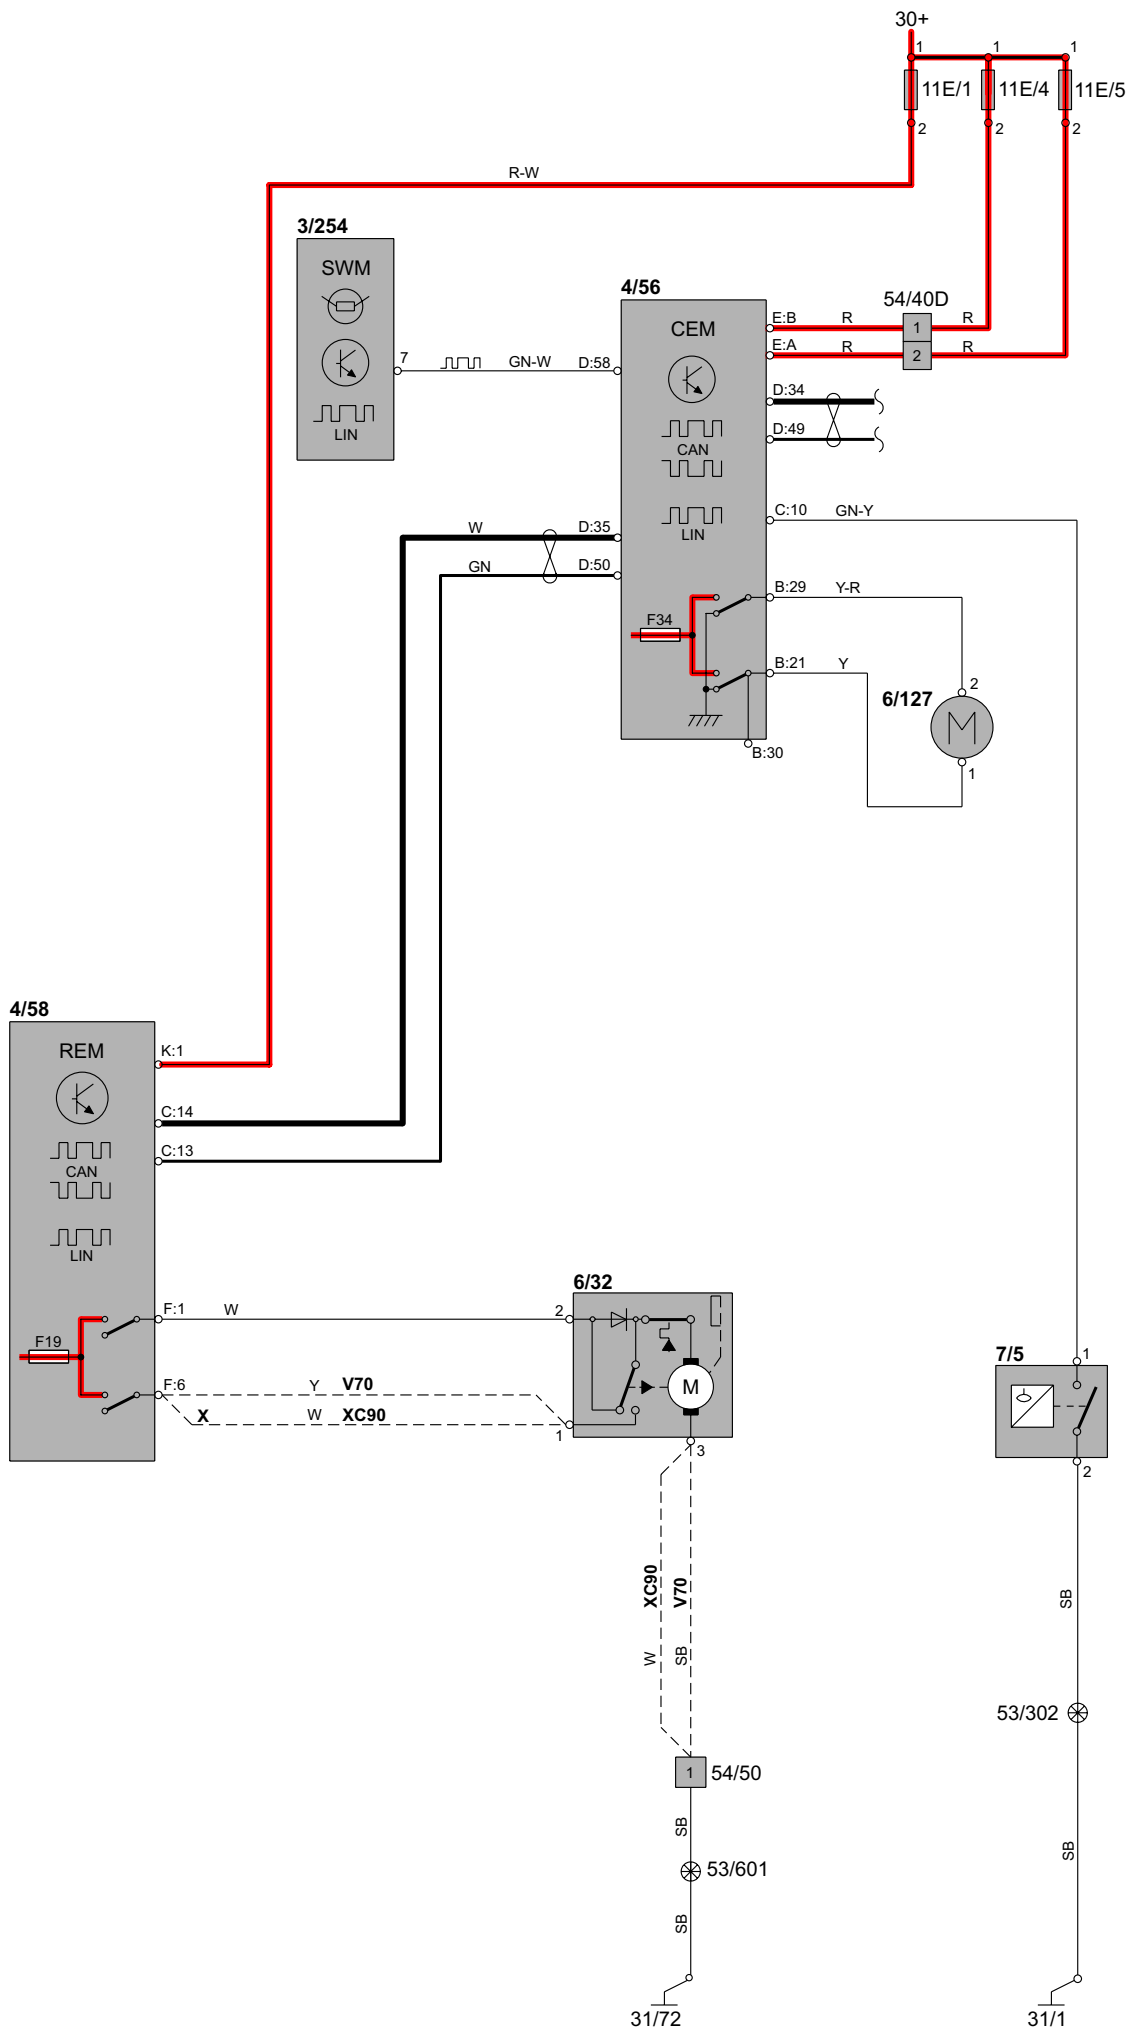 30+
1 1 1
11E/1 11E/4 11E/5
2 2 2
R-W
3/254
SWM
LIN
7 GN-W D:58
4/56
CEM
CAN
LIN
54/40D
E:B R 1 R
E:A R 2 R
D:34
D:49
C:10 GN-Y
W D:35
GN D:50
B:29 Y-R
F34
B:21 Y
B:30
6/127
2
M
1
4/58
REM
CAN
LIN
K:1
C:14
C:13
F19
F:1 W 2
6/32
M
F:6 Y V70
X W XC90 1
3
7/5
1
2
XC90 V70
W SB
SB
53/302
1 54/50
SB
53/601
SB
SB
31/72
31/1